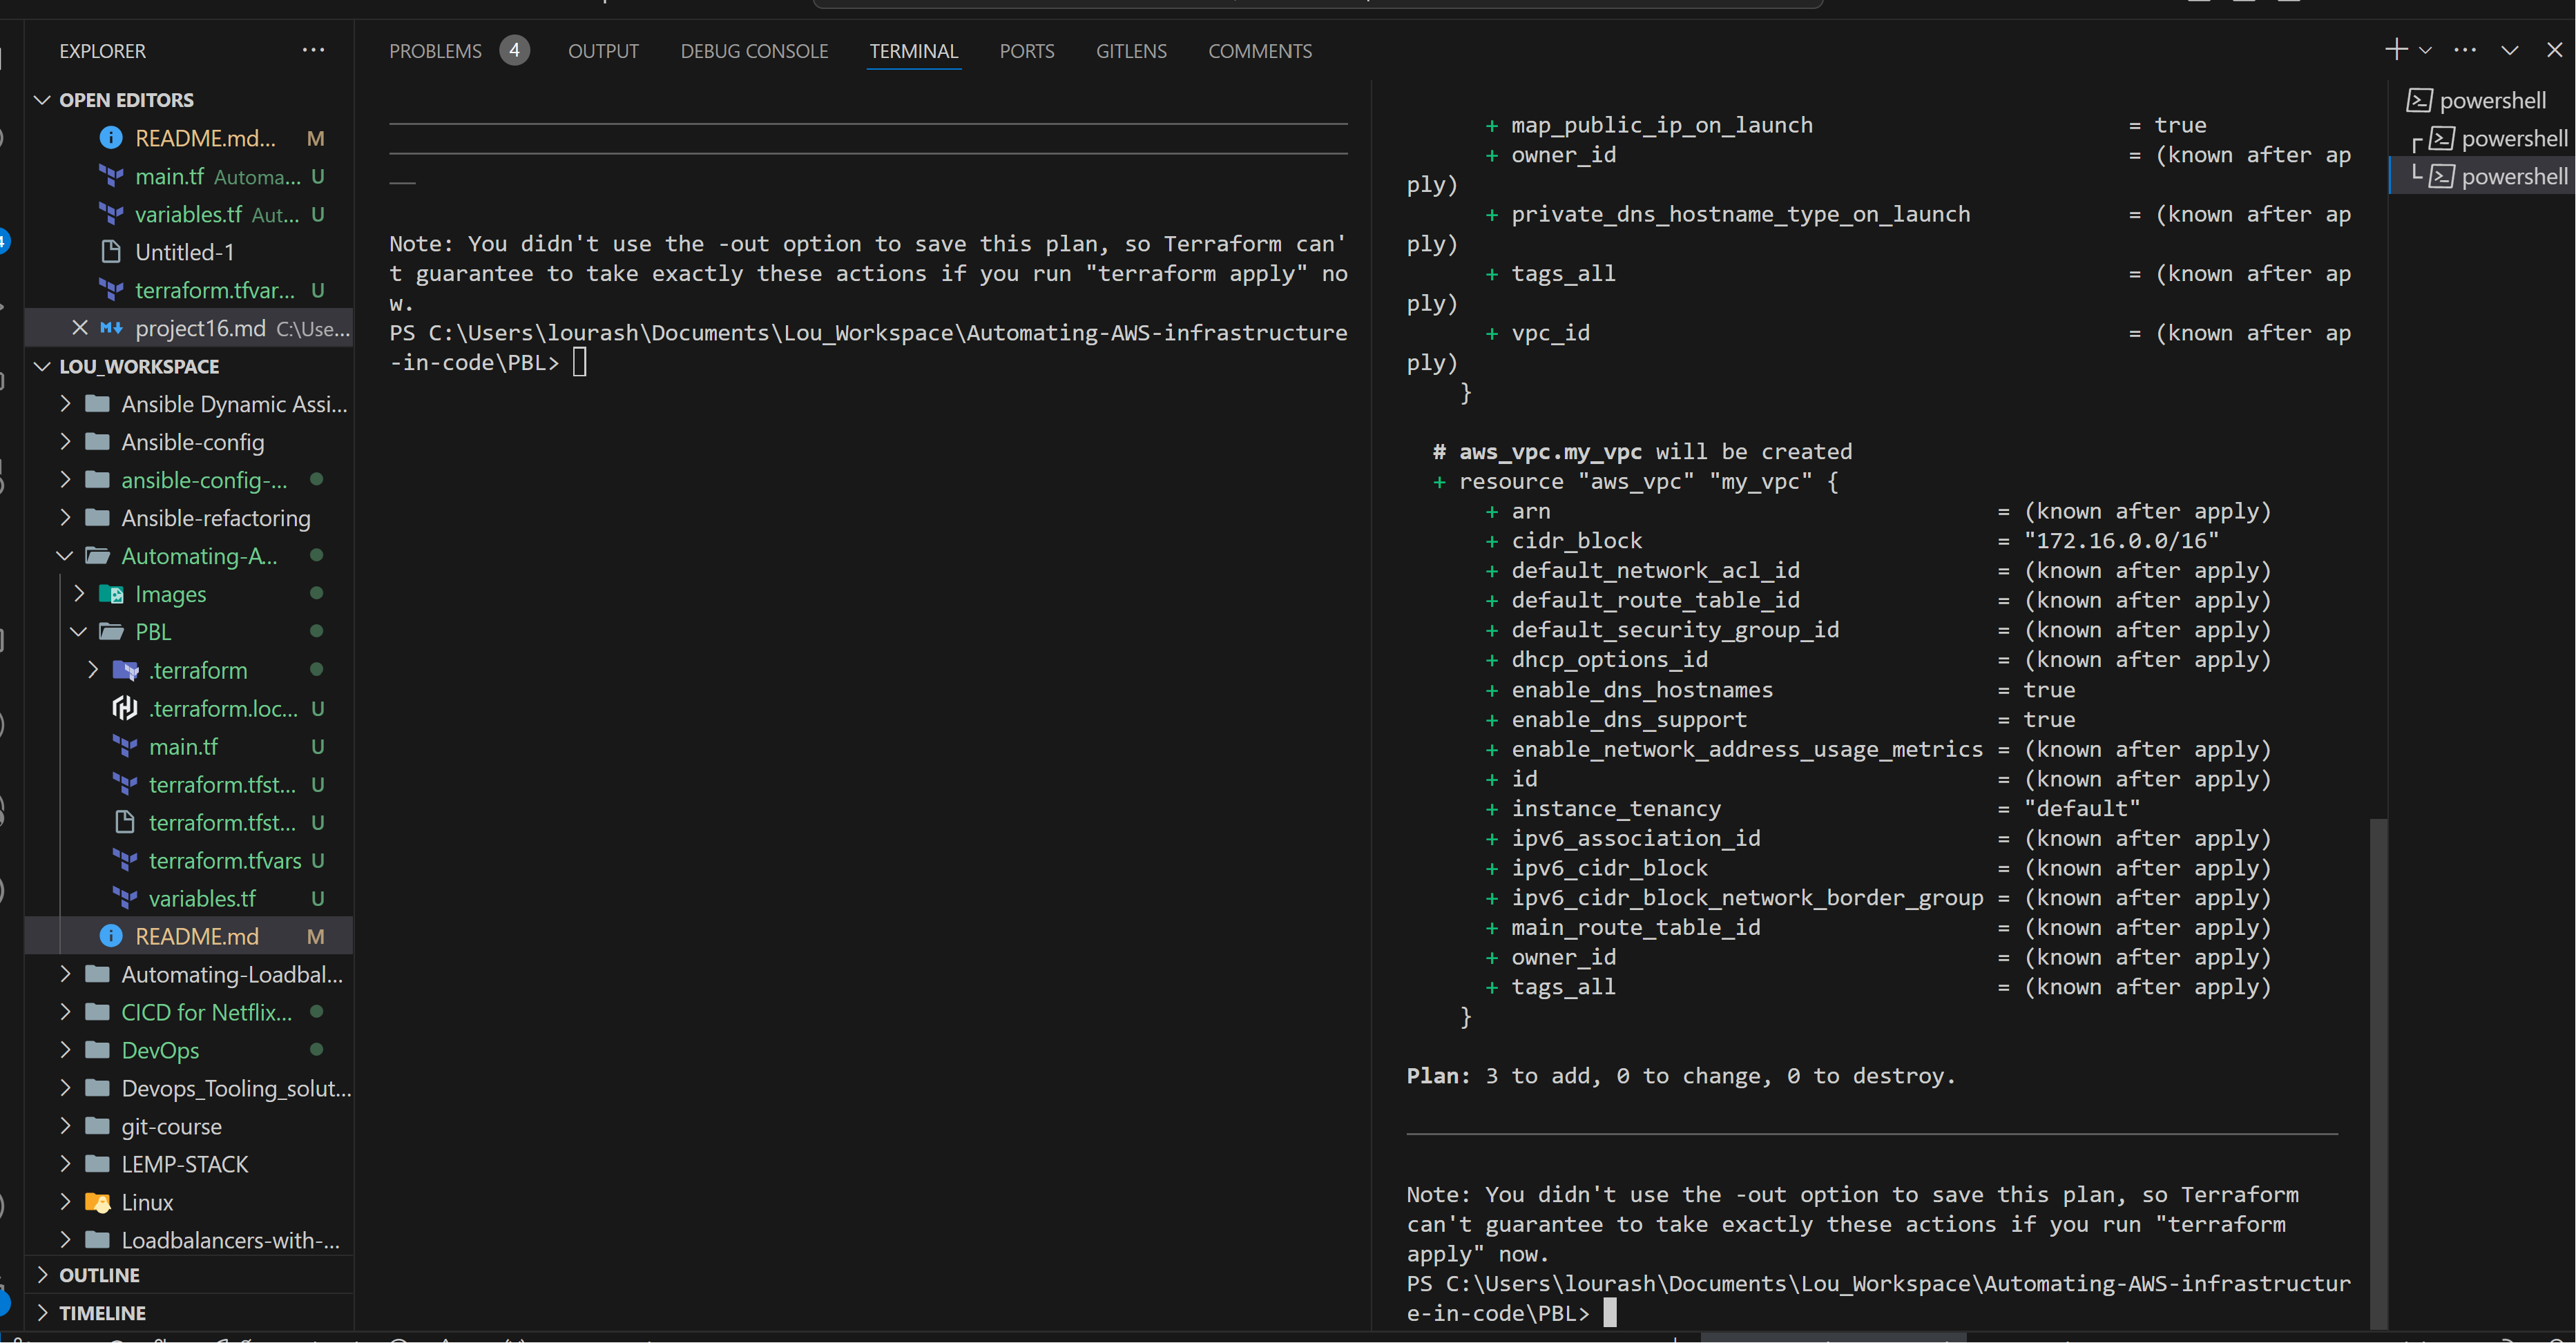 EXPLORER
PROBLEMS 4 OUTPUT DEBUG CONSOLE TERMINAL PORTS GITLENS COMMENTS
OPEN EDITORS
README.md... M
main.tf Automa... U
variables.tf Aut... U
Untitled-1
terraform.tfvar... U
project16.md C:\Use...
LOU_WORKSPACE
Ansible Dynamic Assi...
Ansible-config
ansible-config-...
Ansible-refactoring
Automating-A...
Images
PBL
.terraform
.terraform.loc... U
main.tf U
terraform.tfst... U
terraform.tfst... U
terraform.tfvars U
variables.tf U
README.md M
Automating-Loadbal...
CICD for Netflix...
DevOps
Devops_Tooling_solut...
git-course
LEMP-STACK
Linux
Loadbalancers-with-...
OUTLINE
TIMELINE
Note: You didn't use the -out option to save this plan, so Terraform can'
t guarantee to take exactly these actions if you run "terraform apply" no
w.
PS C:\Users\lourash\Documents\Lou_Workspace\Automating-AWS-infrastructure
-in-code\PBL>
+ map_public_ip_on_launch = true
+ owner_id = (known after ap
ply)
+ private_dns_hostname_type_on_launch = (known after ap
ply)
+ tags_all = (known after ap
ply)
+ vpc_id = (known after ap
ply)
}
# aws_vpc.my_vpc will be created
+ resource "aws_vpc" "my_vpc" {
+ arn = (known after apply)
+ cidr_block = "172.16.0.0/16"
+ default_network_acl_id = (known after apply)
+ default_route_table_id = (known after apply)
+ default_security_group_id = (known after apply)
+ dhcp_options_id = (known after apply)
+ enable_dns_hostnames = true
+ enable_dns_support = true
+ enable_network_address_usage_metrics = (known after apply)
+ id = (known after apply)
+ instance_tenancy = "default"
+ ipv6_association_id = (known after apply)
+ ipv6_cidr_block = (known after apply)
+ ipv6_cidr_block_network_border_group = (known after apply)
+ main_route_table_id = (known after apply)
+ owner_id = (known after apply)
+ tags_all = (known after apply)
}
Plan: 3 to add, 0 to change, 0 to destroy.
Note: You didn't use the -out option to save this plan, so Terraform
can't guarantee to take exactly these actions if you run "terraform
apply" now.
PS C:\Users\lourash\Documents\Lou_Workspace\Automating-AWS-infrastructur
e-in-code\PBL>
powershell
powershell
powershell